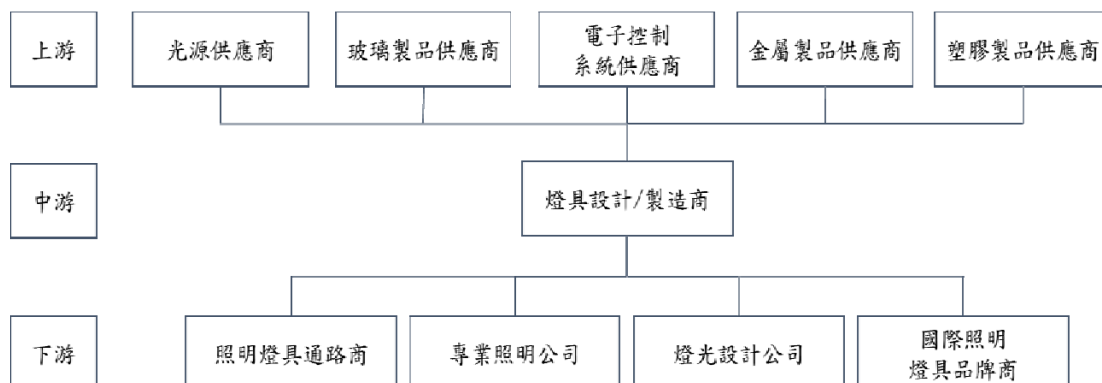 上游
光源供應商
玻璃製品供應商
電子控制
系統供應商
金屬製品供應商
塑膠製品供應商
中游
燈具設計/製造商
下游
照明燈具通路商
專業照明公司
燈光設計公司
國際照明
燈具品牌商